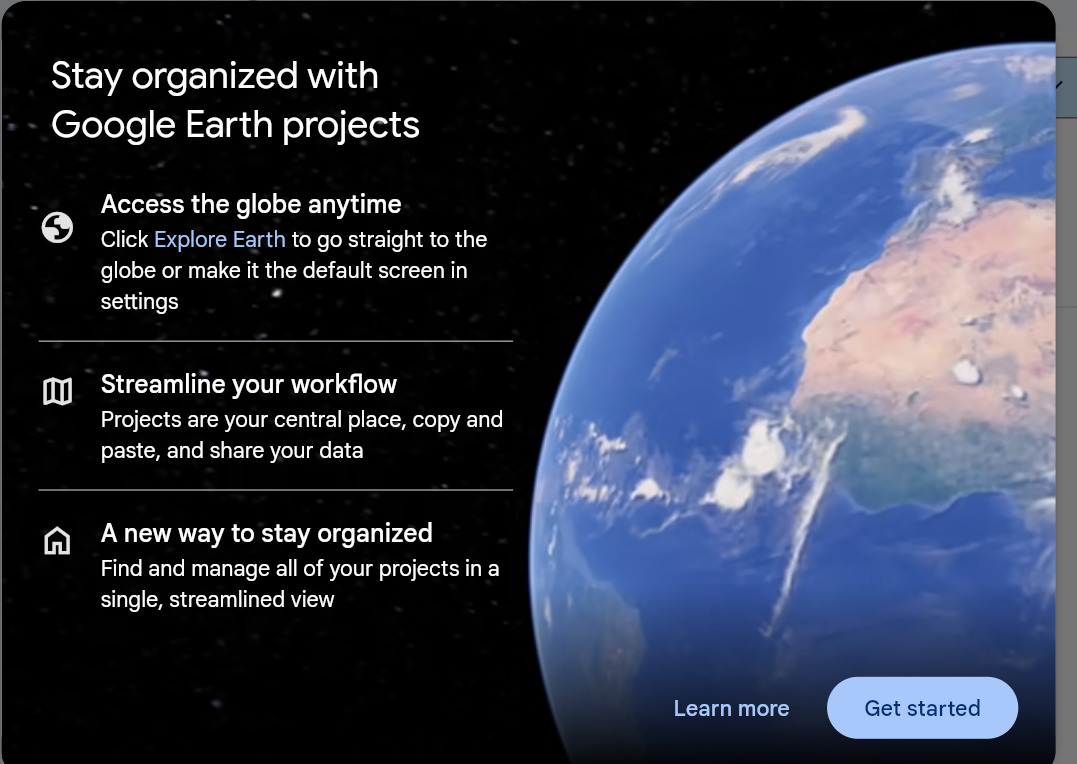 Stay organized with
Google Earth projects
Access the globe anytime
Click Explore Earth to go straight to the
globe or make it the default screen in
settings
Streamline your workflow
Projects are your central place, copy and
paste, and share your data
A new way to stay organized
Find and manage all of your projects in a
single, streamlined view
Learn more
Get started